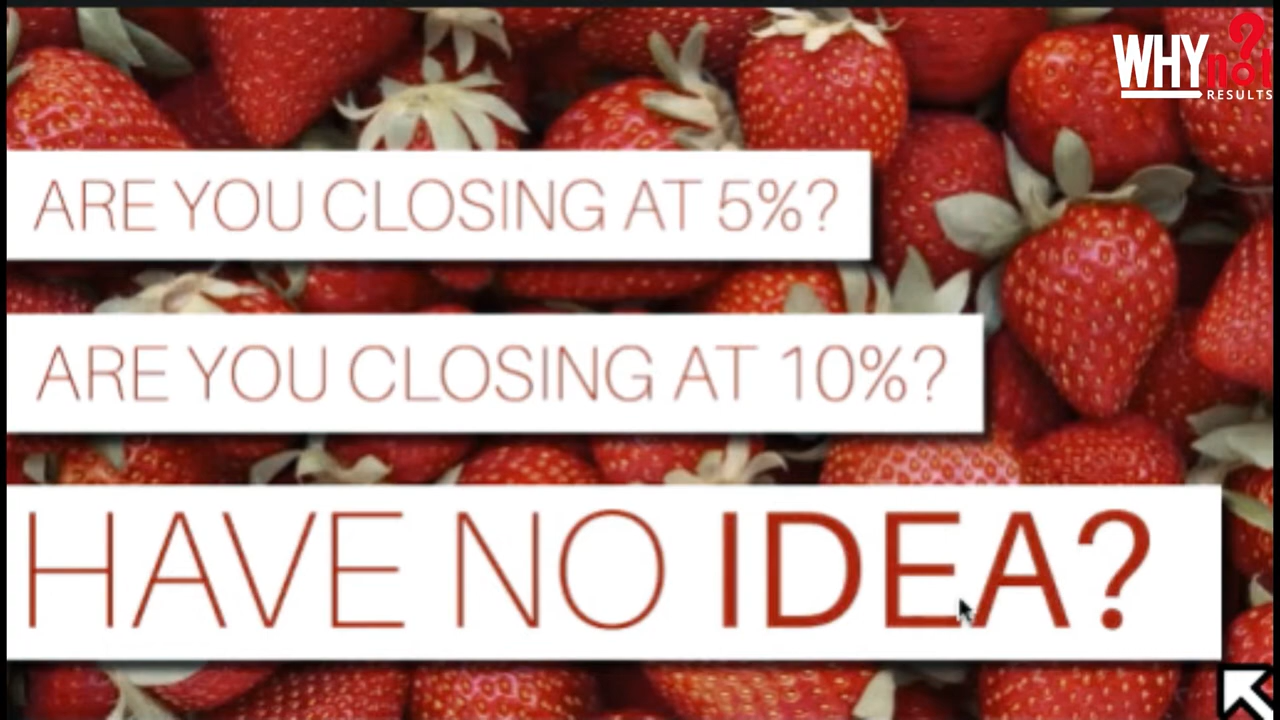 WHY
not
?
RESULTS
ARE YOU CLOSING AT 5%?
ARE YOU CLOSING AT 10%?
HAVE NO IDEA?